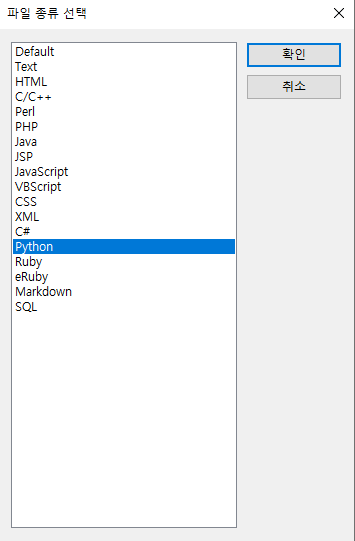 파일 종류 선택
Default
Text
HTML
C/C++
Perl
PHP
Java
JSP
JavaScript
VBScript
CSS
XML
C#
Python
Ruby
eRuby
Markdown
SQL
확인
취소